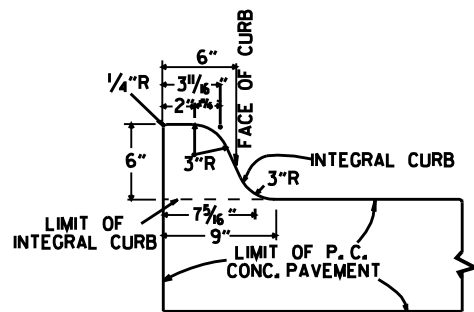 6"
3 11/16"
1/4"R
2"
FACE OF CURB
6"
3"R
INTEGRAL CURB
3"R
LIMIT OF
INTEGRAL CURB
7 5/16"
9"
LIMIT OF P.C.
CONC. PAVEMENT